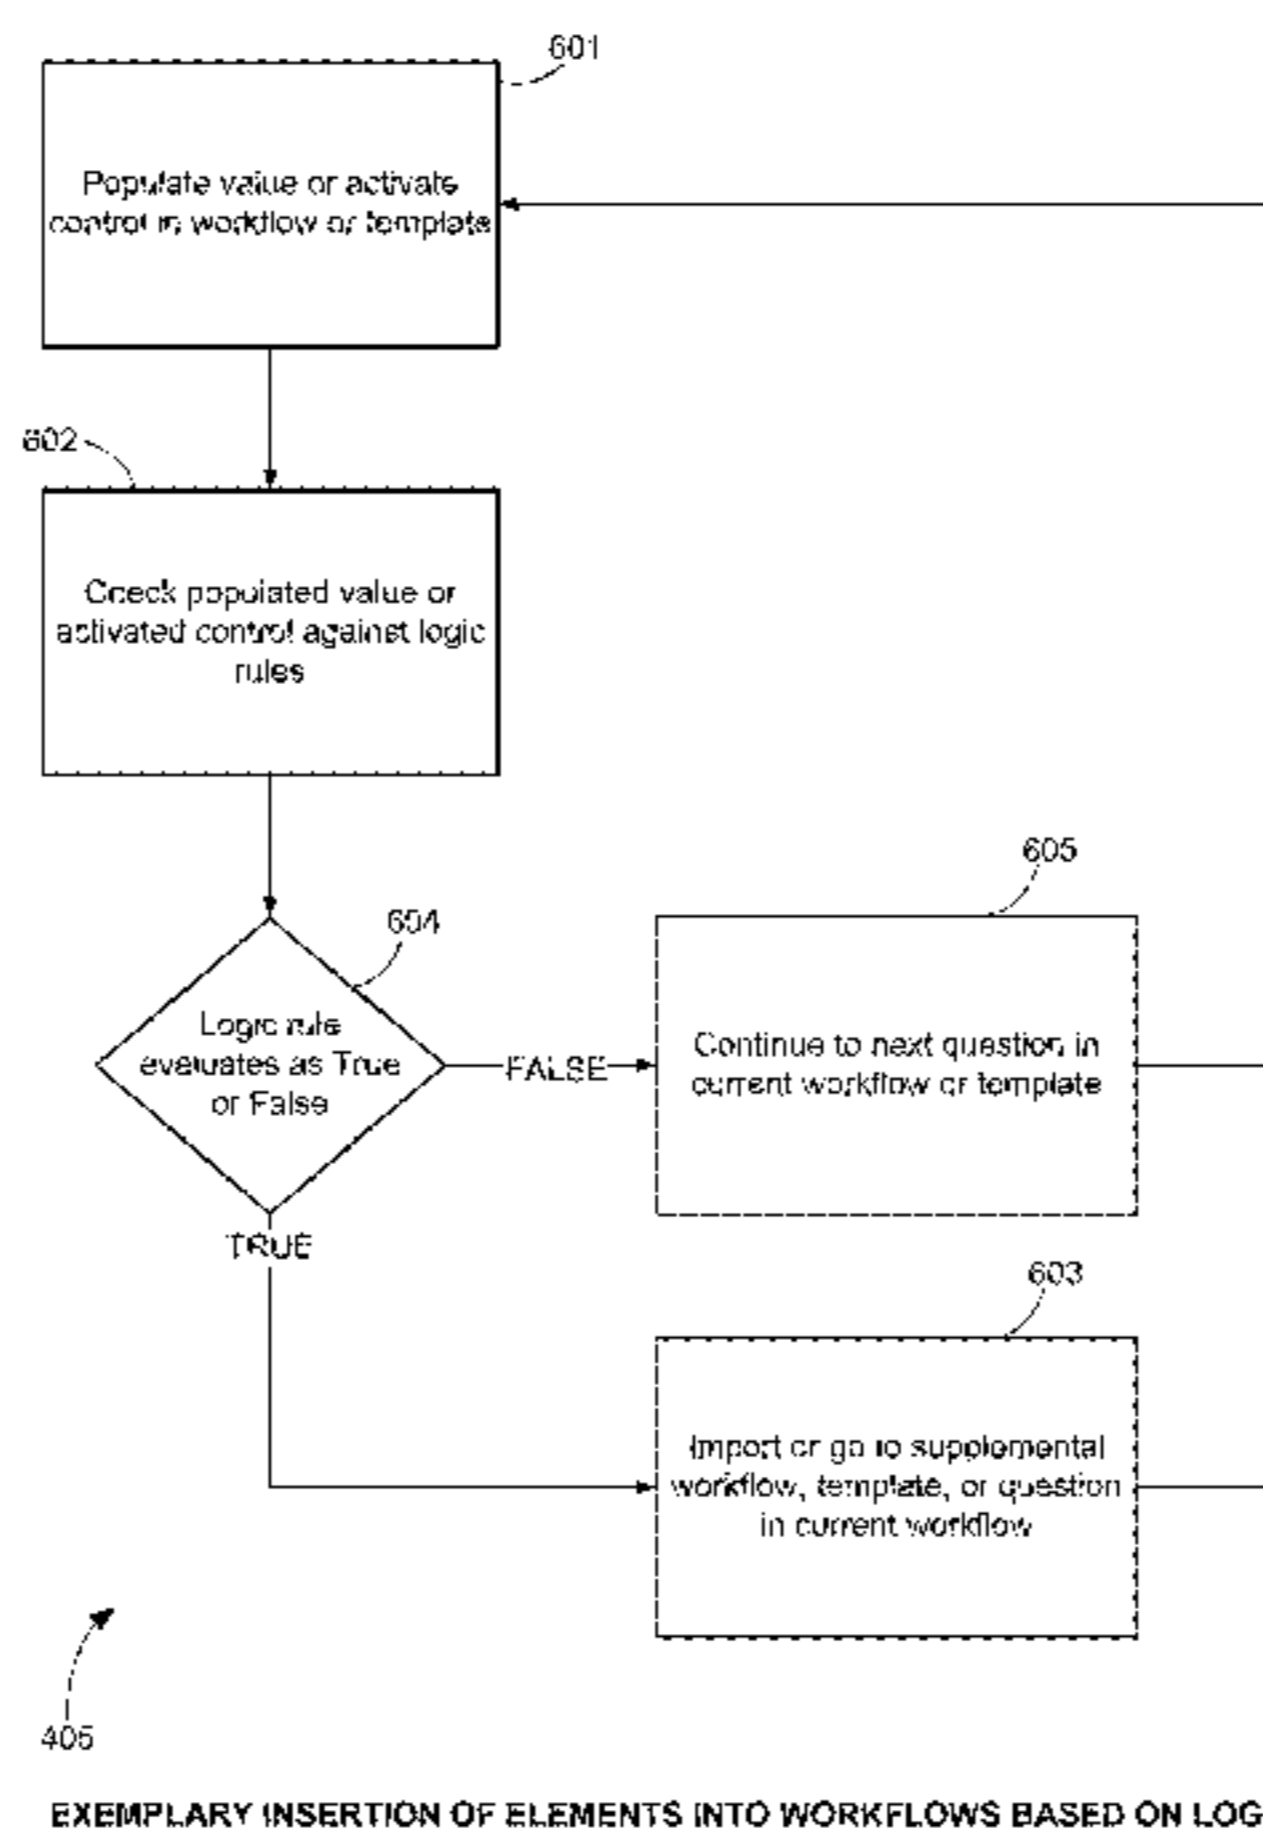 601
Populate value or activate
control in workflow or template
602
Check populated value or
activated control against logic
rules
604
Logic rule
evaluates as True
or False
FALSE
605
Continue to next question in
current workflow or template
TRUE
603
Import or go to supplemental
workflow, template, or question
in current workflow
405
EXEMPLARY INSERTION OF ELEMENTS INTO WORKFLOWS BASED ON LOG